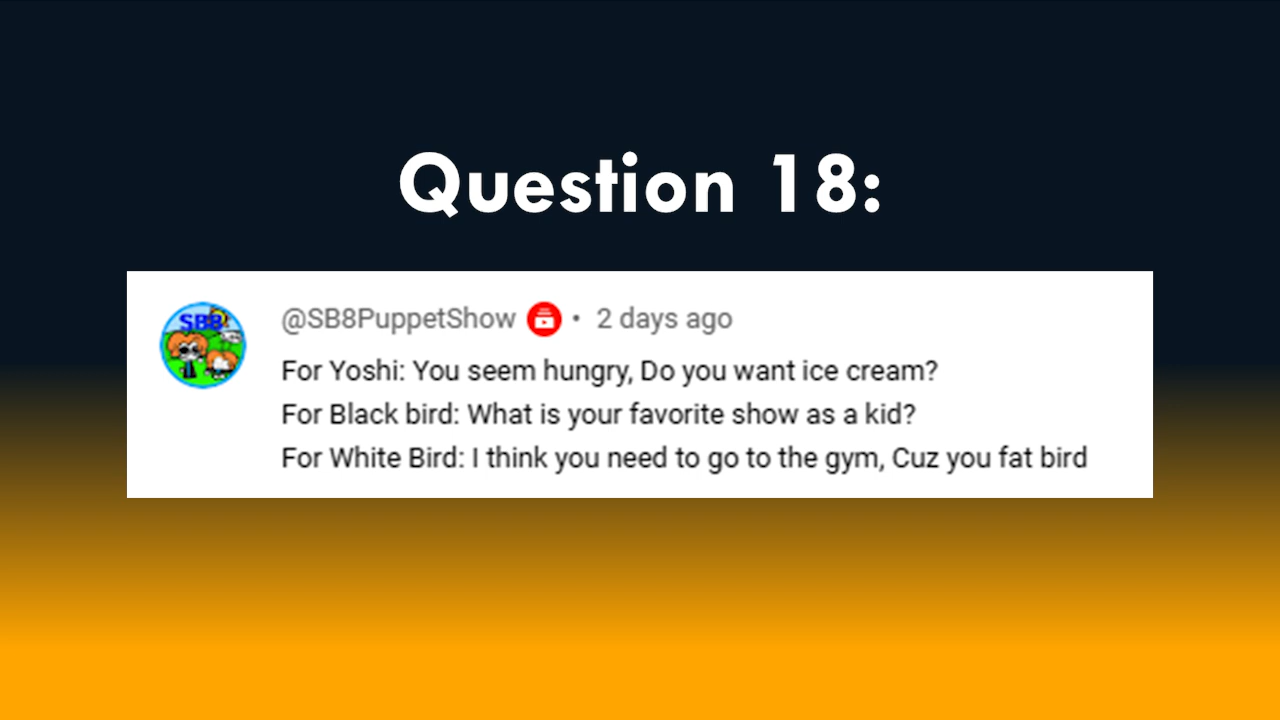 Question 18:
SB8
@SB8PuppetShow • 2 days ago
For Yoshi: You seem hungry, Do you want ice cream?
For Black bird: What is your favorite show as a kid?
For White Bird: I think you need to go to the gym, Cuz you fat bird